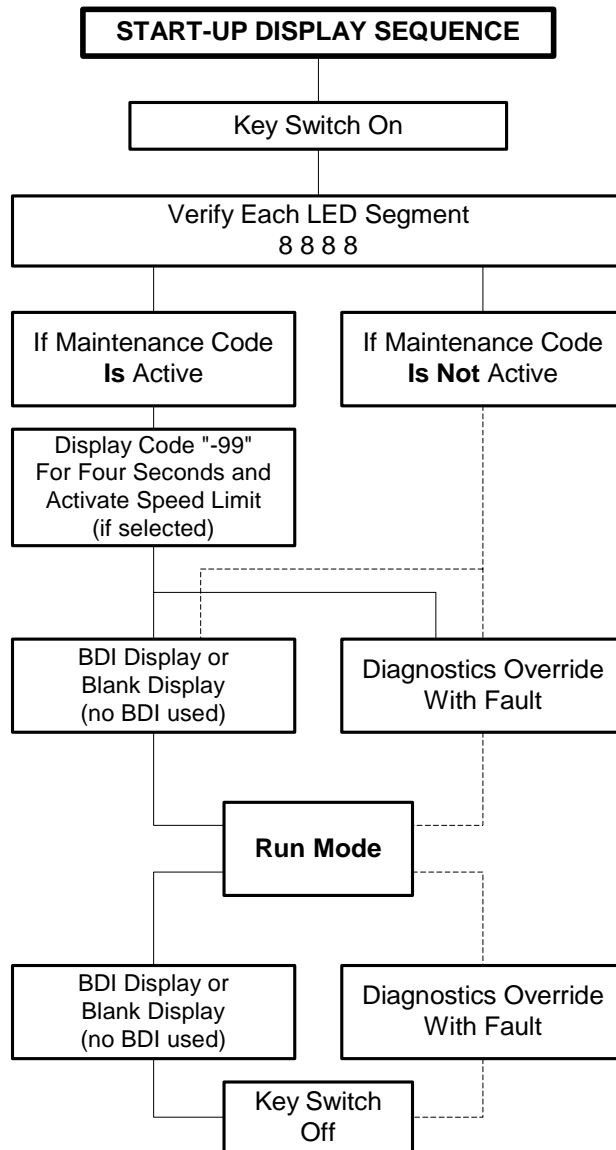 START-UP DISPLAY SEQUENCE
Key Switch On
Verify Each LED Segment
8 8 8 8
If Maintenance Code
Is Active
If Maintenance Code
Is Not Active
Display Code "-99"
For Four Seconds and
Activate Speed Limit
(if selected)
BDI Display or
Blank Display
(no BDI used)
Diagnostics Override
With Fault
Run Mode
BDI Display or
Blank Display
(no BDI used)
Diagnostics Override
With Fault
Key Switch
Off